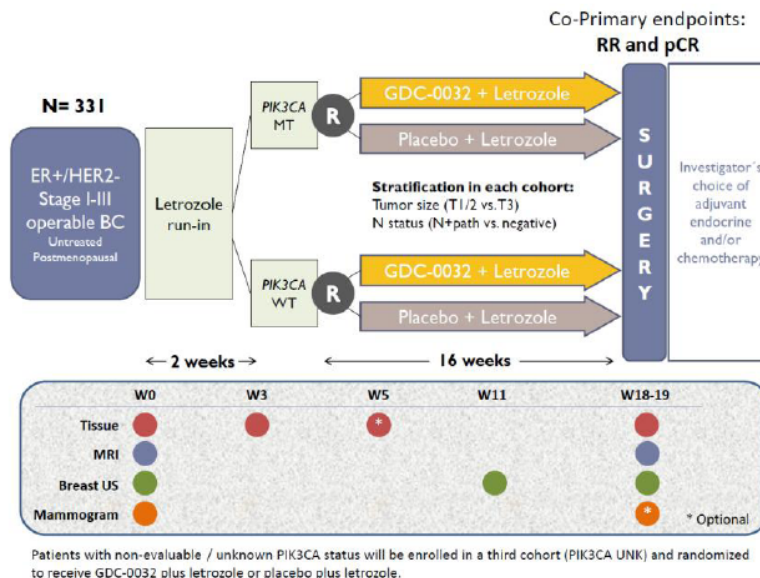 Co-Primary endpoints:
RR and pCR
N= 331
ER+/HER2-
Stage I-III
operable BC
Untreated
Postmenopausal
Letrozole
run-in
PIK3CA
MT
R
GDC-0032 + Letrozole
Placebo + Letrozole
Stratification in each cohort:
Tumor size (T1/2 vs. T3)
N status (N+path vs. negative)
PIK3CA
WT
R
GDC-0032 + Letrozole
Placebo + Letrozole
SURGERY
Investigator´s
choice of
adjuvant
endocrine
and/or
chemotherapy
2 weeks
16 weeks
W0 W3 W5 W11 W18-19
Tissue *
MRI
Breast US
Mammogram * * Optional
Patients with non-evaluable / unknown PIK3CA status will be enrolled in a third cohort (PIK3CA UNK) and randomized
to receive GDC-0032 plus letrozole or placebo plus letrozole.